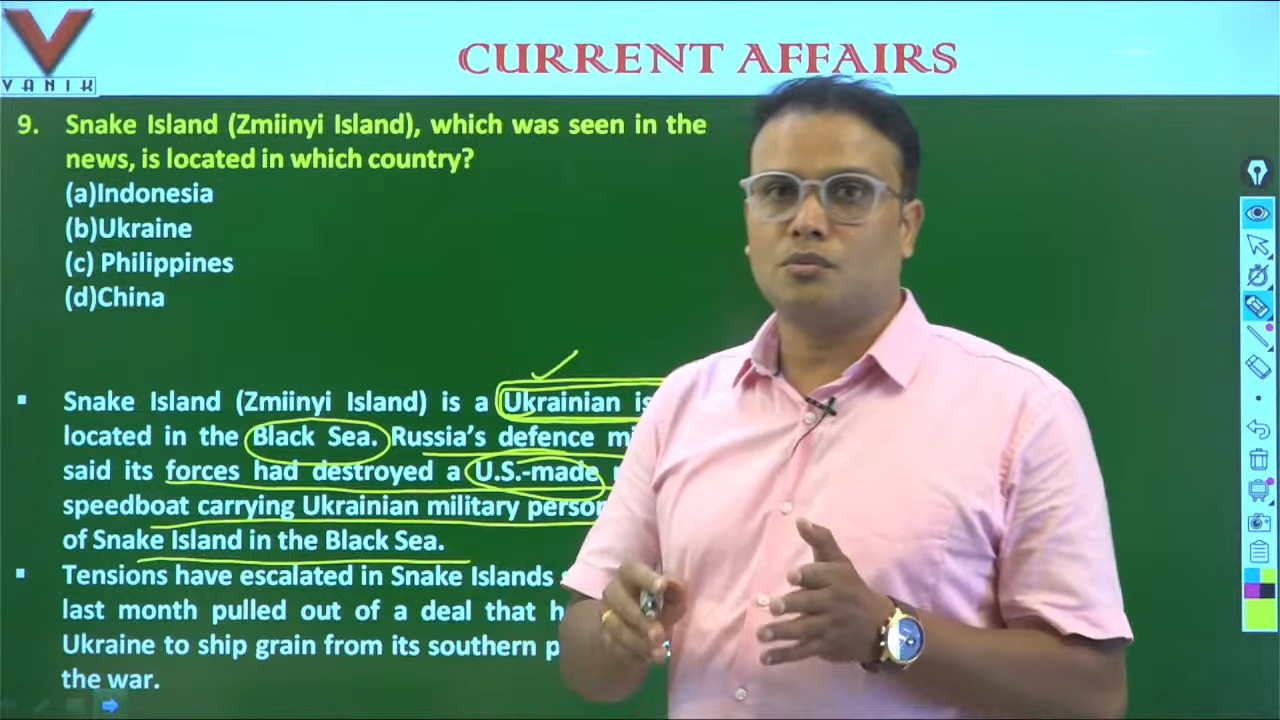 VANIK
CURRENT AFFAIRS
9. Snake Island (Zmiinyi Island), which was seen in the
news, is located in which country?
(a)Indonesia
(b)Ukraine
(c) Philippines
(d)China
▪ Snake Island (Zmiinyi Island) is a Ukrainian
located in the Black Sea. Russia's defence
said its forces had destroyed a U.S.-made
speedboat carrying Ukrainian military
of Snake Island in the Black Sea.
▪ Tensions have escalated in Snake Islands
last month pulled out of a deal that
Ukraine to ship grain from its southern
the war.